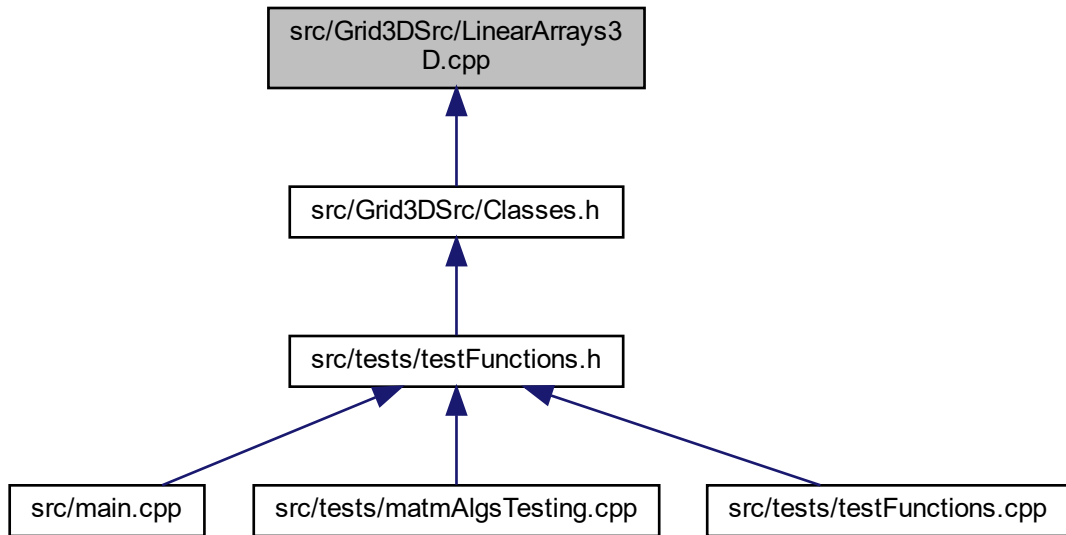 src/Grid3DSrc/LinearArrays3
D.cpp
src/Grid3DSrc/Classes.h
src/tests/testFunctions.h
src/main.cpp
src/tests/matmAlgsTesting.cpp
src/tests/testFunctions.cpp